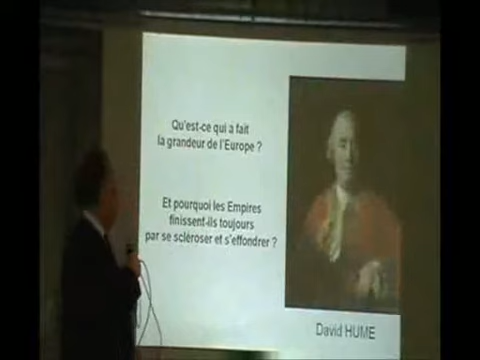 Qu'est-ce qui a fait
la grandeur de l'Europe ?
Et pourquoi les Empires
finissent-ils toujours
par se scléroser et s'effondrer ?
David HUME